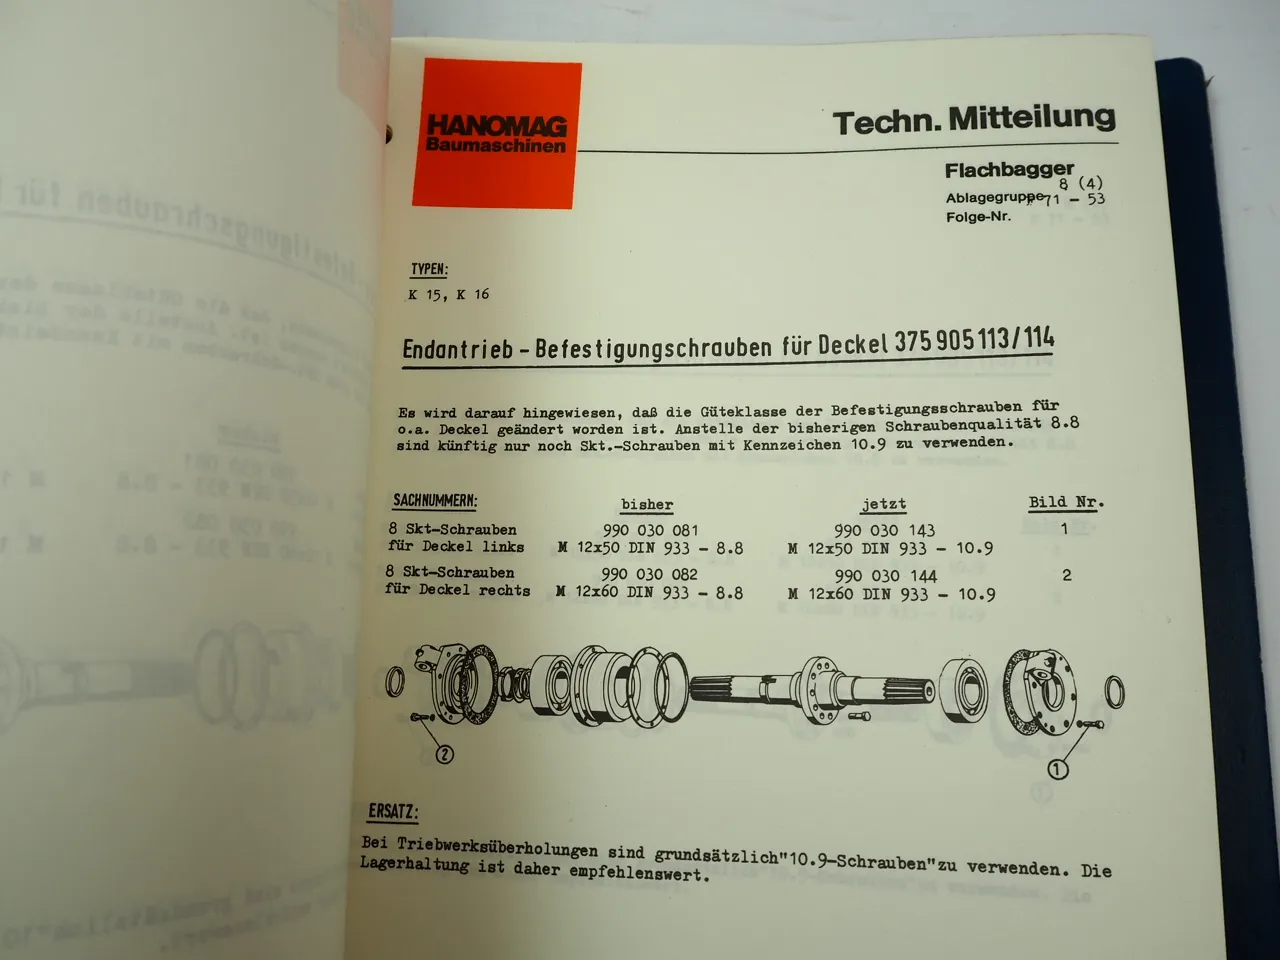 HANOMAG
Baumaschinen
Techn. Mitteilung
Flachbagger
8 (4)
Ablagegruppe 71 - 53
Folge-Nr.
TYPEN:
K 15, K 16
Endantrieb - Befestigungschrauben für Deckel 375 905 113/114
Es wird darauf hingewiesen, daß die Güteklasse der Befestigungsschrauben für
o.a. Deckel geändert worden ist. Anstelle der bisherigen Schraubenqualität 8.8
sind künftig nur noch Skt.-Schrauben mit Kennzeichen 10.9 zu verwenden.
SACHNUMMERN: bisher jetzt Bild Nr.
8 Skt-Schrauben 990 030 081 990 030 143 1
für Deckel links M 12x50 DIN 933 - 8.8 M 12x50 DIN 933 - 10.9
8 Skt-Schrauben 990 030 082 990 030 144 2
für Deckel rechts M 12x60 DIN 933 - 8.8 M 12x60 DIN 933 - 10.9
2
1
ERSATZ:
Bei Triebwerksüberholungen sind grundsätzlich"10.9-Schrauben"zu verwenden. Die
Lagerhaltung ist daher empfehlenswert.